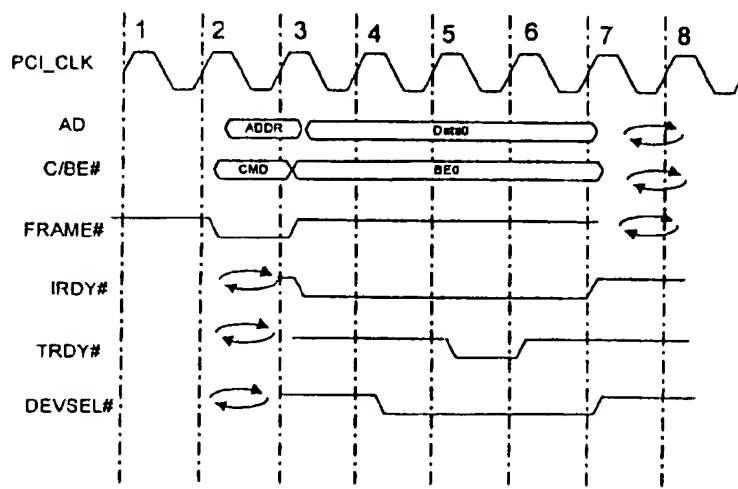 1 2 3 4 5 6 7 8
PCI_CLK
AD ADDR Data0
C/BE# CMD BE0
FRAME#
IRDY#
TRDY#
DEVSEL#